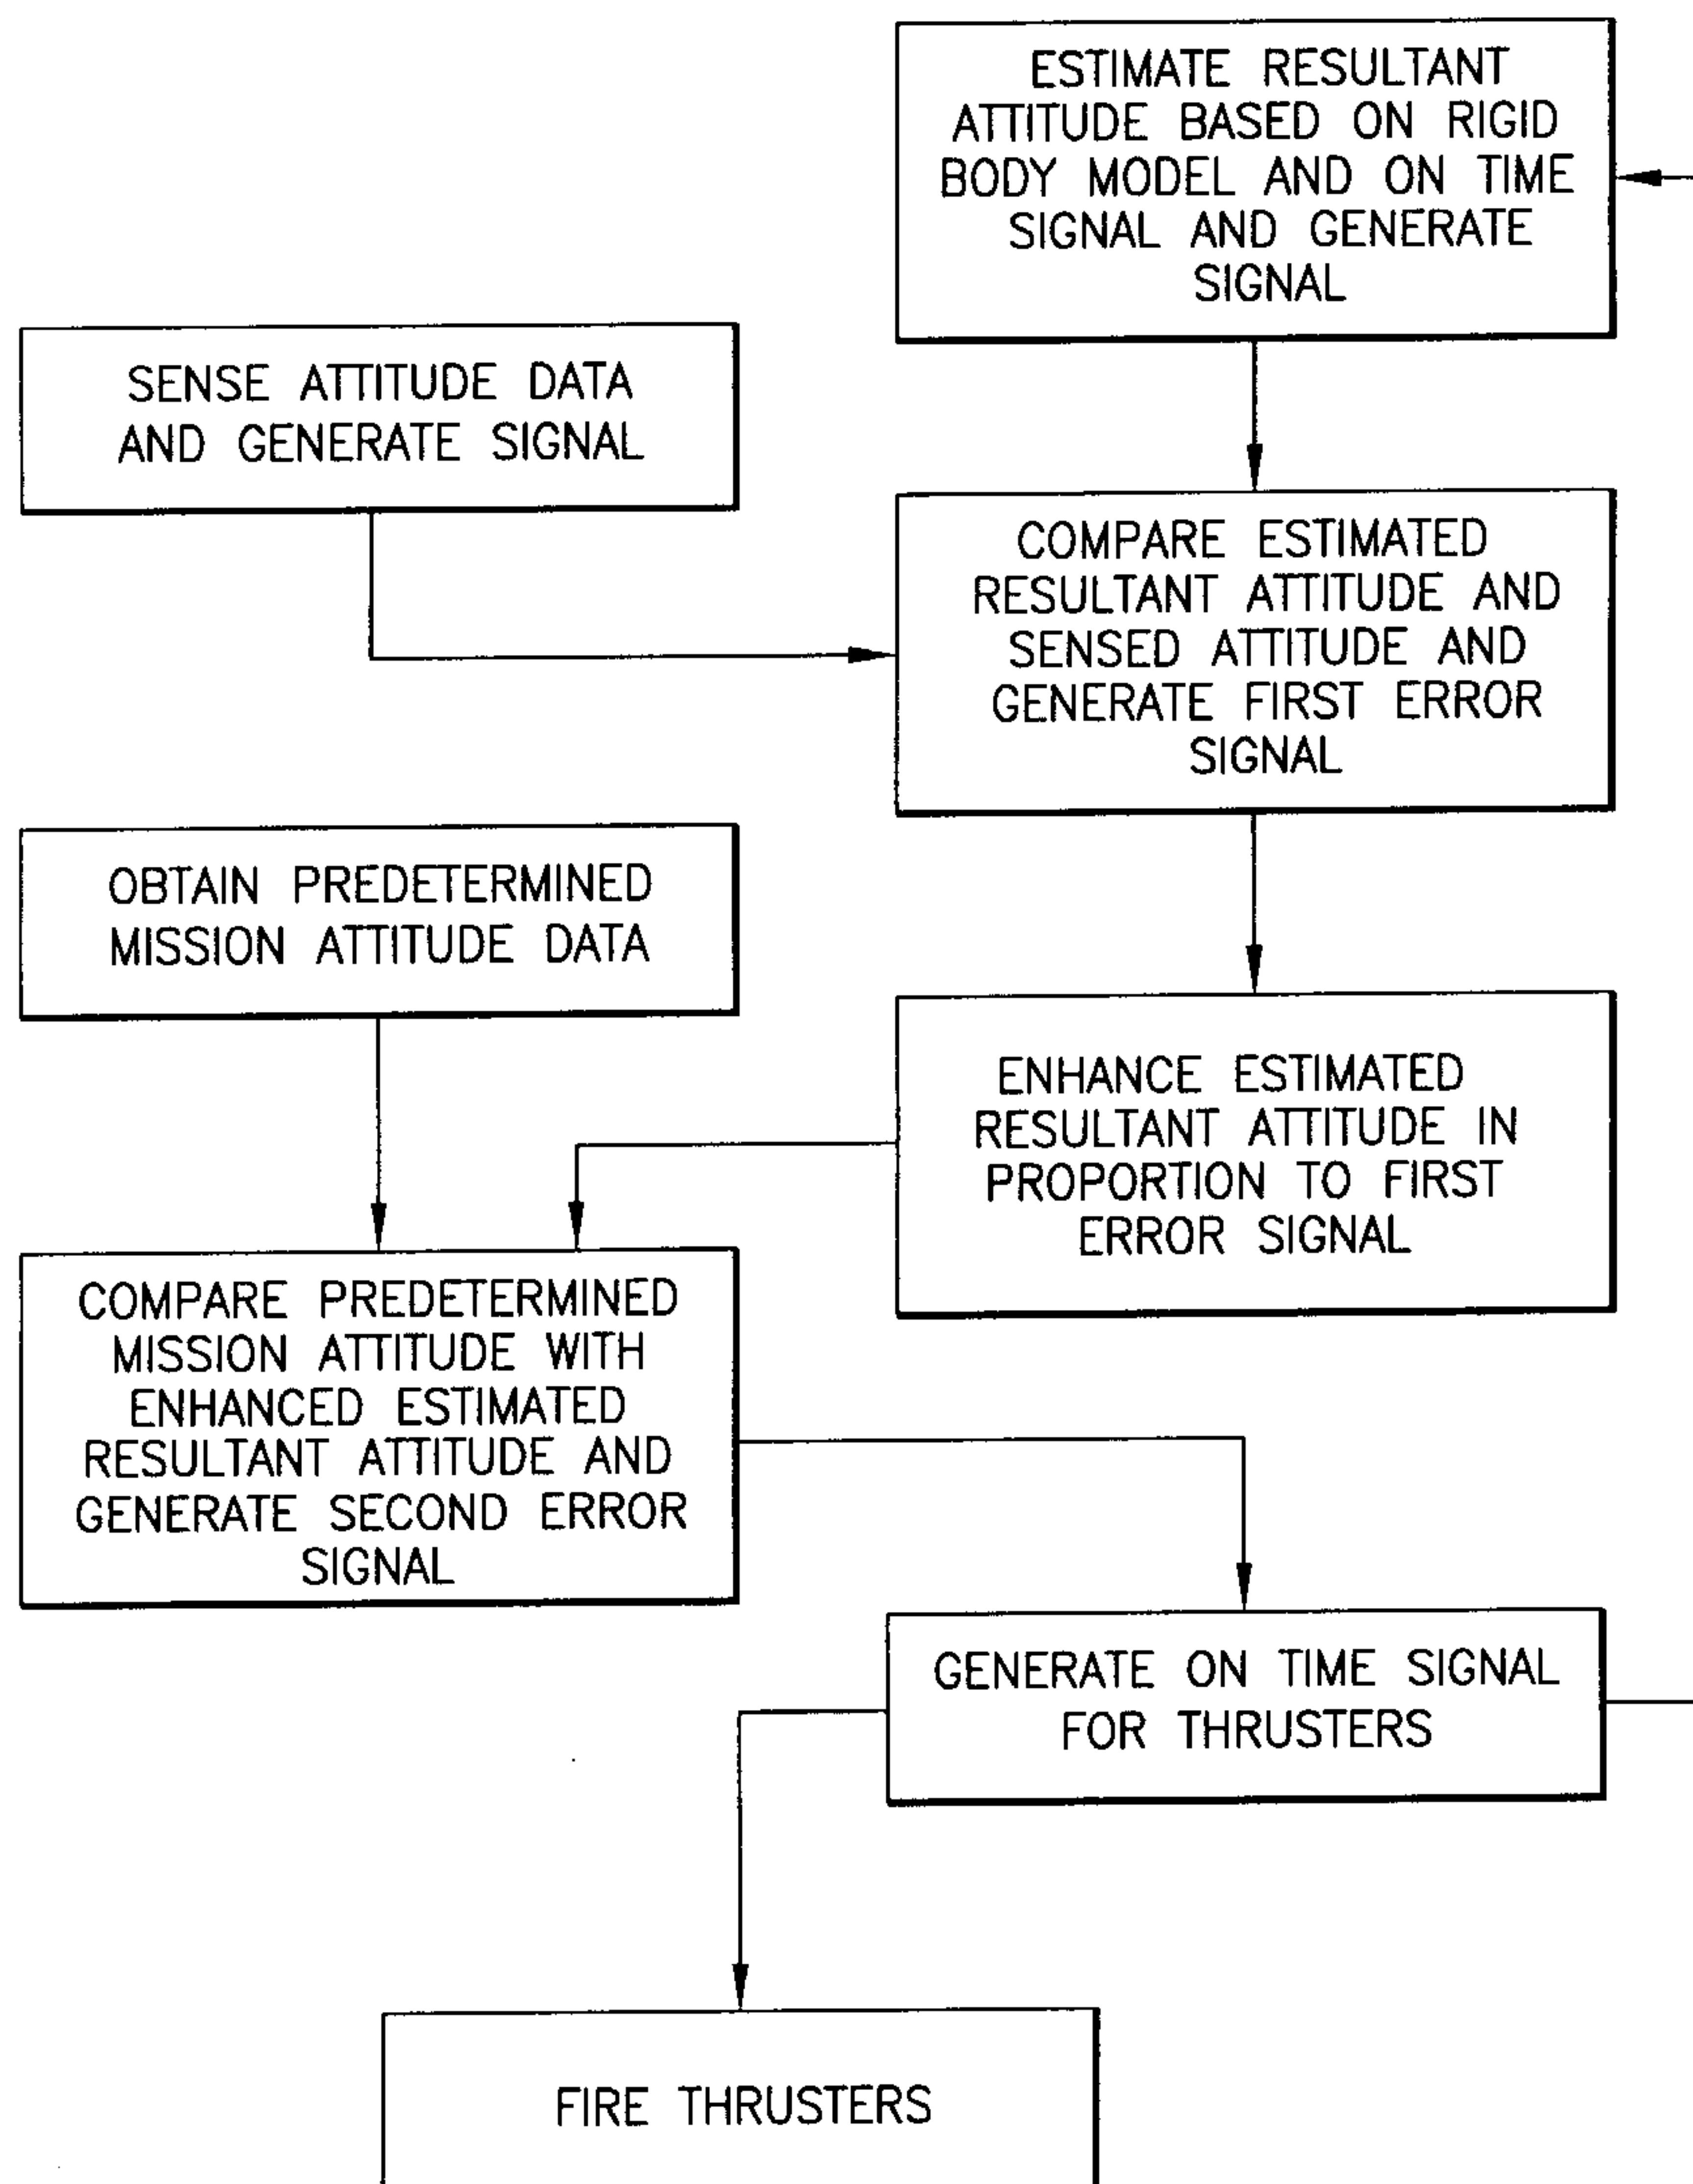 ESTIMATE RESULTANT
ATTITUDE BASED ON RIGID
BODY MODEL AND ON TIME
SIGNAL AND GENERATE
SIGNAL
SENSE ATTITUDE DATA
AND GENERATE SIGNAL
COMPARE ESTIMATED
RESULTANT ATTITUDE AND
SENSED ATTITUDE AND
GENERATE FIRST ERROR
SIGNAL
OBTAIN PREDETERMINED
MISSION ATTITUDE DATA
ENHANCE ESTIMATED
RESULTANT ATTITUDE IN
PROPORTION TO FIRST
ERROR SIGNAL
COMPARE PREDETERMINED
MISSION ATTITUDE WITH
ENHANCED ESTIMATED
RESULTANT ATTITUDE AND
GENERATE SECOND ERROR
SIGNAL
GENERATE ON TIME SIGNAL
FOR THRUSTERS
FIRE THRUSTERS